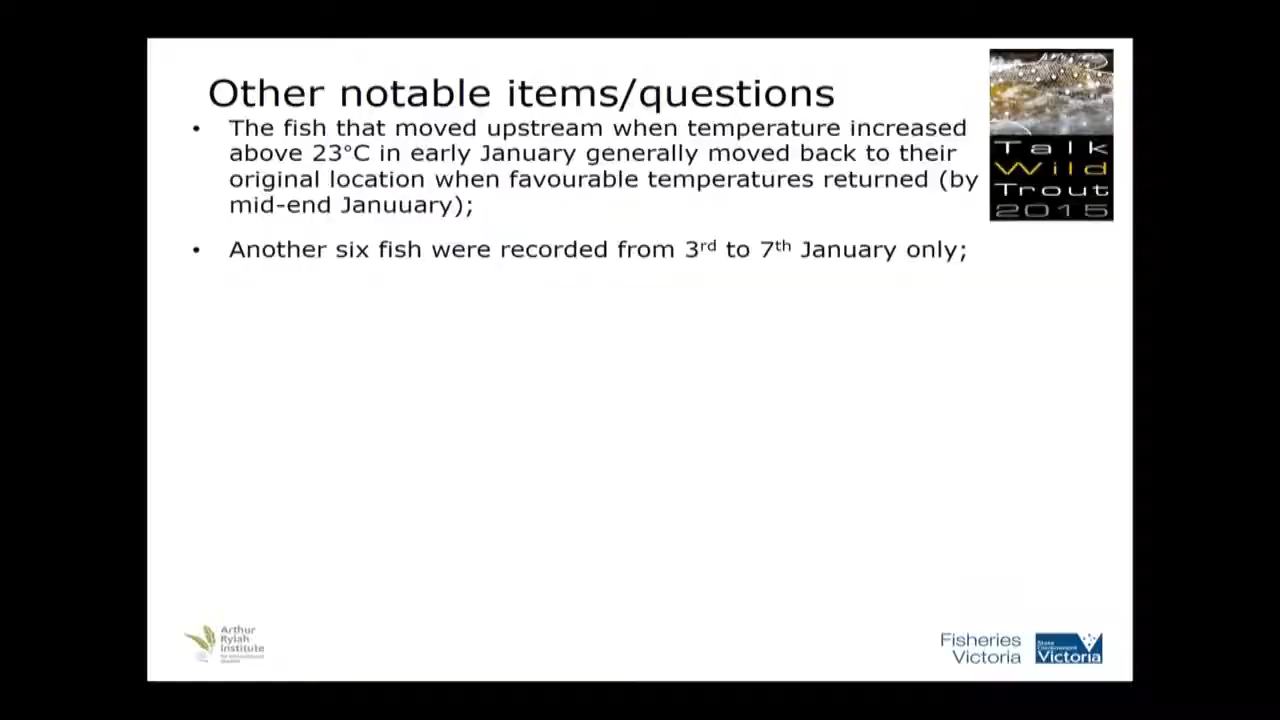 Other notable items/questions
• The fish that moved upstream when temperature increased
above 23°C in early January generally moved back to their
original location when favourable temperatures returned (by
mid-end Januuary);
• Another six fish were recorded from 3rd to 7th January only;
Talk
Wild
Trout
2015
Arthur
Rylah
Institute
Fisheries
Victoria
State
Government
Victoria